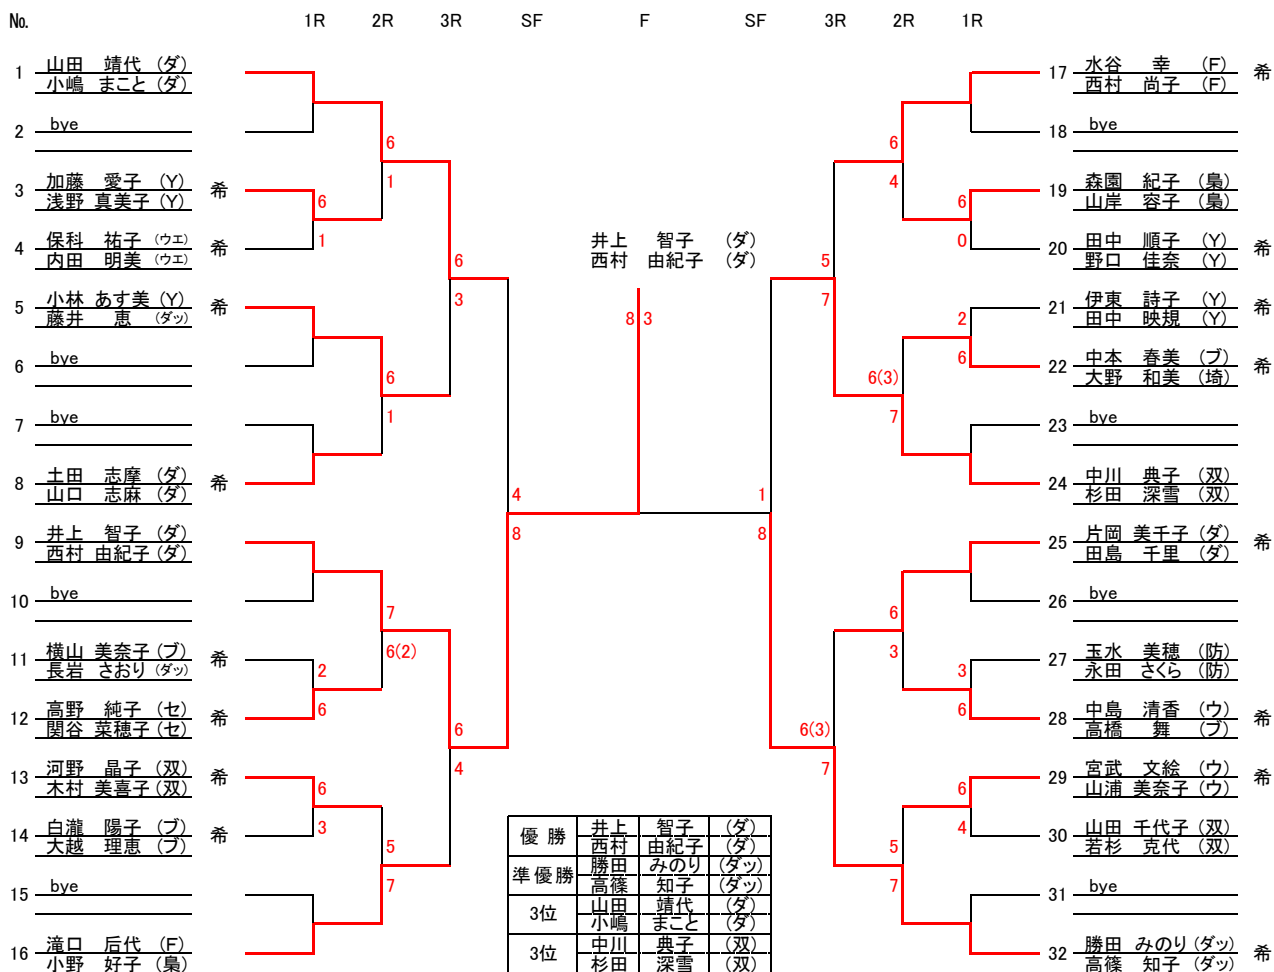 No. 1R 2R 3R SF F SF 3R 2R 1R
1 山田 靖代 (ダ)
小嶋 まこと (ダ)
2 bye
3 加藤 愛子 (Y) 希
浅野 真美子 (Y)
4 保科 祐子 (ウエ) 希
内田 明美 (ウエ)
5 小林 あす美 (Y) 希
藤井 恵 (ダッ)
6 bye
7 bye
8 土田 志摩 (ダ) 希
山口 志麻 (ダ)
9 井上 智子 (ダ)
西村 由紀子 (ダ)
10 bye
11 横山 美奈子 (ブ) 希
長岩 さおり (ダッ)
12 高野 純子 (セ) 希
関谷 菜穂子 (セ)
13 河野 晶子 (双) 希
木村 美喜子 (双)
14 白瀧 陽子 (ブ) 希
大越 理恵 (ブ)
15 bye
16 滝口 后代 (F)
小野 好子 (梟)
6
1
6
1
6
3
6
1
7
6(2)
2
6
6
4
6
3
5
7
4
8
井上 智子 (ダ)
西村 由紀子 (ダ)
8 3
1
8
6
4
6
0
5
7
2
6
6(3)
7
6
3
3
6
6(3)
7
6
4
5
7
17 水谷 幸 (F) 希
西村 尚子 (F)
18 bye
19 森園 紀子 (梟)
山岸 容子 (梟)
20 田中 順子 (Y) 希
野口 佳奈 (Y)
21 伊東 詩子 (Y) 希
田中 映規 (Y)
22 中本 春美 (ブ) 希
大野 和美 (埼)
23 bye
24 中川 典子 (双)
杉田 深雪 (双)
25 片岡 美千子 (ダ) 希
田島 千里 (ダ)
26 bye
27 玉水 美穂 (防)
永田 さくら (防)
28 中島 清香 (ウ) 希
高橋 舞 (ブ)
29 宮武 文絵 (ウ) 希
山浦 美奈子 (ウ)
30 山田 千代子 (双)
若杉 克代 (双)
31 bye
32 勝田 みのり (ダッ) 希
高篠 知子 (ダッ)
優 勝 井上 智子 (ダ)
西村 由紀子 (ダ)
準優勝 勝田 みのり (ダッ)
高篠 知子 (ダッ)
3位 山田 靖代 (ダ)
小嶋 まこと (ダ)
3位 中川 典子 (双)
杉田 深雪 (双)